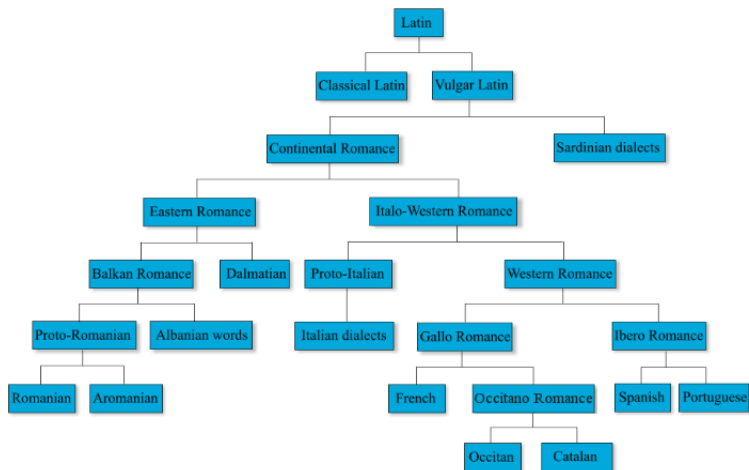 Latin
Classical Latin
Vulgar Latin
Continental Romance
Sardinian dialects
Eastern Romance
Italo-Western Romance
Balkan Romance
Dalmatian
Proto-Italian
Western Romance
Proto-Romanian
Albanian words
Italian dialects
Gallo Romance
Ibero Romance
Romanian
Aromanian
French
Occitano Romance
Spanish
Portuguese
Occitan
Catalan